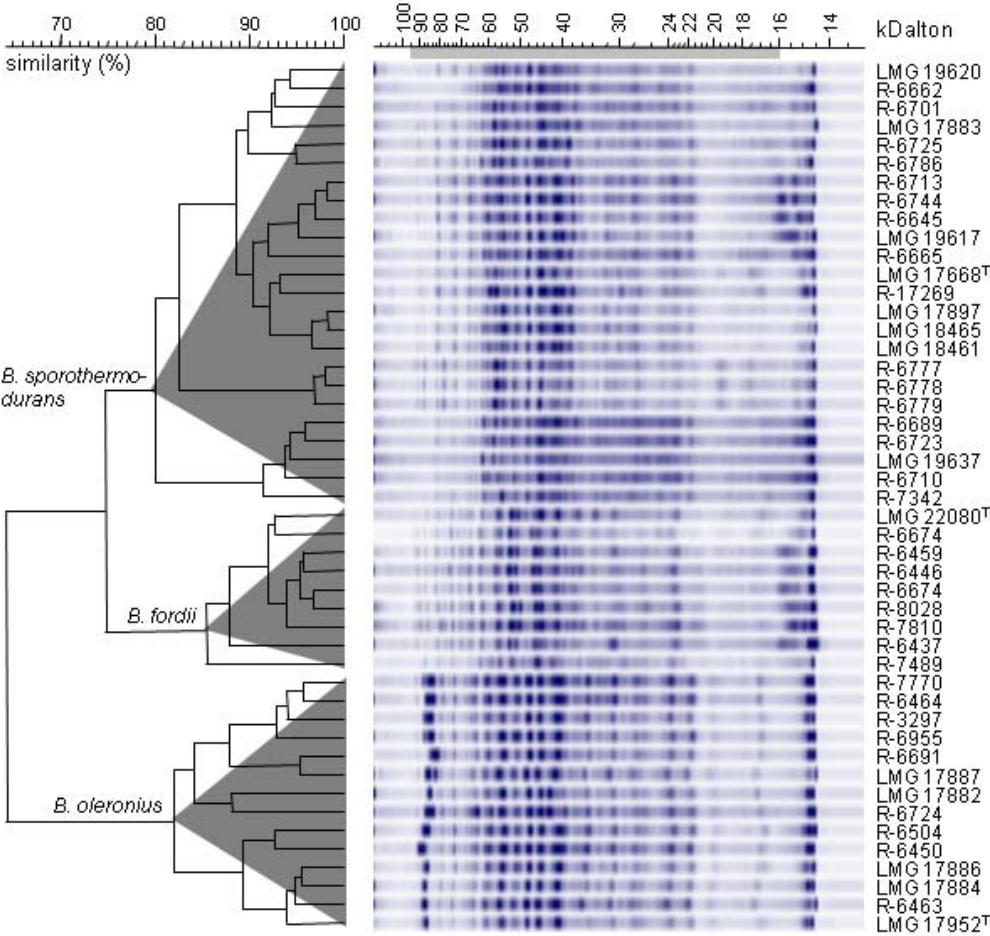 70 80 90 100
100 90 80 70 60 50 40 30 24 22 20 18 16 14
kDalton
similarity (%)
LMG 19620
R-6662
R-6701
LMG 17883
R-6725
R-6786
R-6713
R-6744
R-6645
LMG 19617
R-6665
LMG 17668T
R-17269
LMG 17897
LMG 18465
LMG 18461
R-6777
B. sporothermo-
durans
R-6778
R-6779
R-6689
R-6723
LMG 19637
R-6710
R-7342
LMG 22080T
R-6674
R-6459
R-6446
R-6674
R-8028
B. fordii
R-7810
R-6437
R-7489
R-7770
R-6464
R-3297
R-6955
R-6691
LMG 17887
LMG 17882
B. oleronius
R-6724
R-6504
R-6450
LMG 17886
LMG 17884
R-6463
LMG 17952T